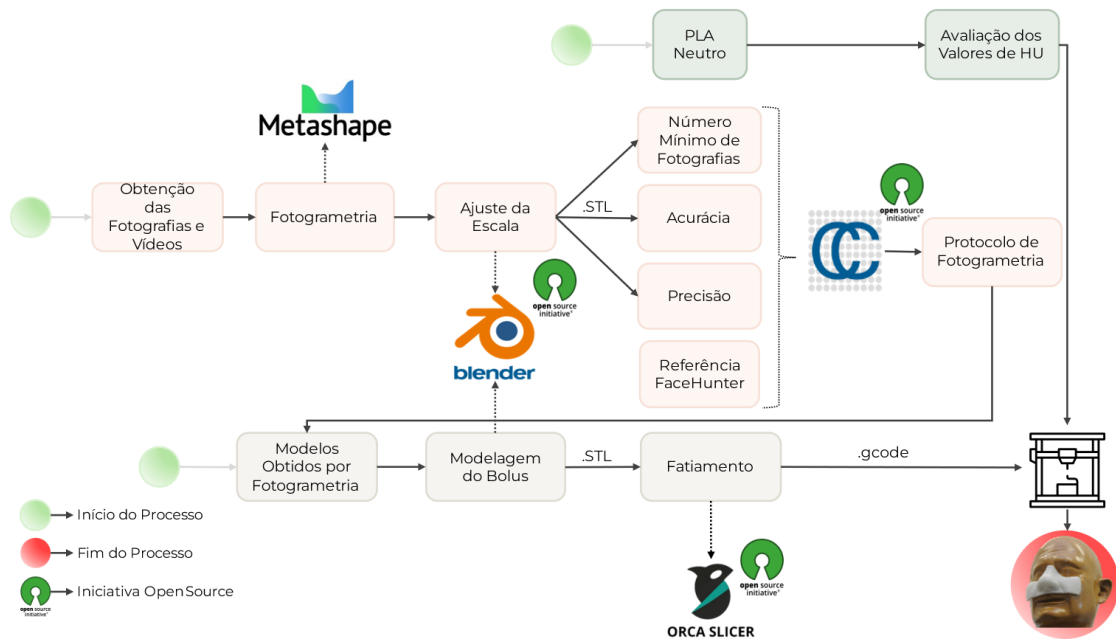 PLA
Neutro
Avaliação dos
Valores de HU
Metashape
Número
Mínimo de
Fotografias
Obtenção
das
Fotografias e
Vídeos
Fotogrametria
Ajuste da
Escala
.STL
Acurácia
open source
initiative
Protocolo de
Fotogrametria
Precisão
open source
initiative
blender
Referência
FaceHunter
Modelos
Obtidos por
Fotogrametria
Modelagem
do Bolus
.STL
Fatiamento
.gcode
Início do Processo
Fim do Processo
open source
initiative
Iniciativa OpenSource
open source
initiative
ORCA SLICER